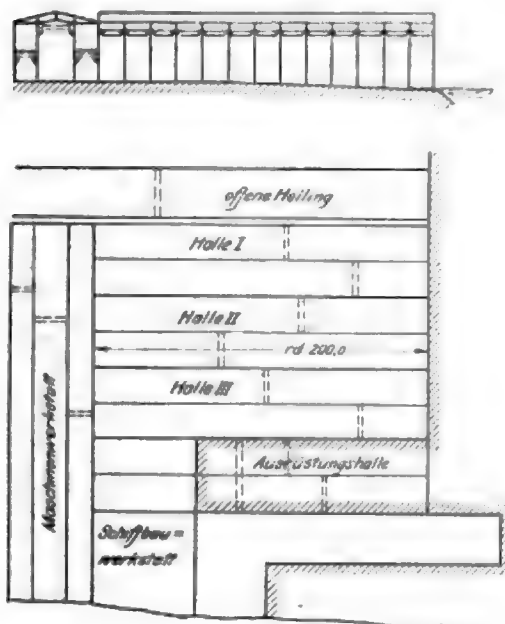 offene Helling
Halle I
Halle II
rd. 200,0
Halle III
Maschinenwerkstatt
Ausrüstungshalle
Schiffbau=
werkstatt